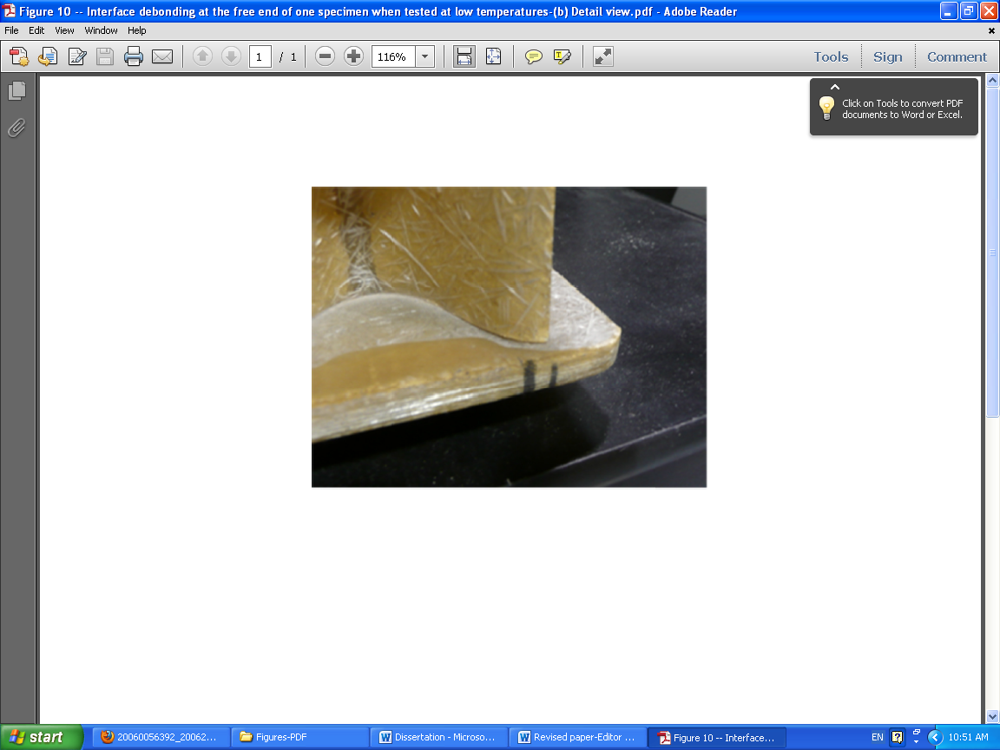 Figure 10 -- Interface debonding at the free end of one specimen when tested at low temperatures-(b) Detail view.pdf - Adobe Reader
File Edit View Window Help
1 / 1 116% Tools Sign Comment
Click on Tools to convert PDF
documents to Word or Excel.
start 20060056392_20062... Figures-PDF Dissertation - Microso... Revised paper-Editor ... Figure 10 -- Interface... EN 10:51 AM